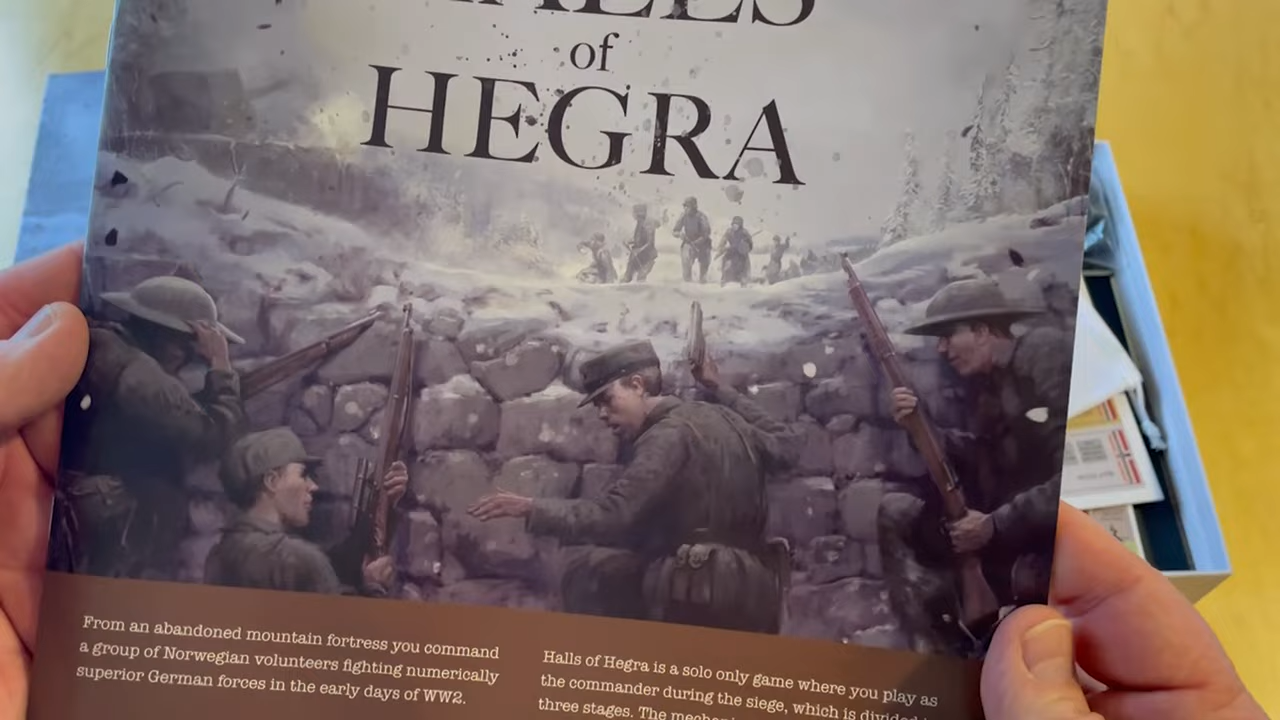 HALLS
of
HEGRA
From an abandoned mountain fortress you command
a group of Norwegian volunteers fighting numerically
superior German forces in the early days of WW2.
Halls of Hegra is a solo only game where you play as
the commander during the siege, which is divided
three stages. The